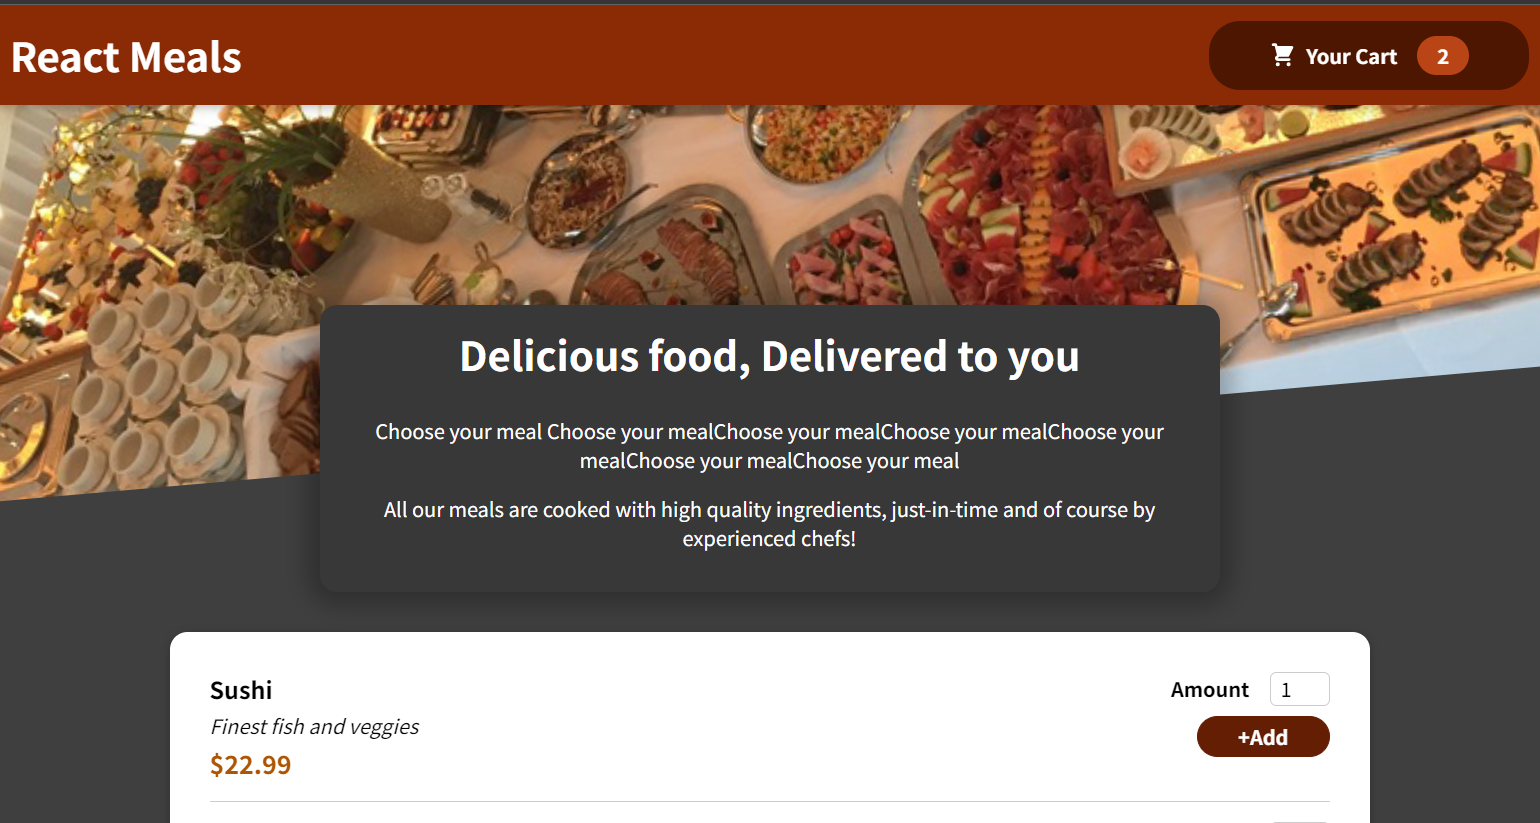 React Meals
Your Cart 2
Delicious food, Delivered to you
Choose your meal Choose your mealChoose your mealChoose your mealChoose your
mealChoose your mealChoose your meal
All our meals are cooked with high quality ingredients, just-in-time and of course by
experienced chefs!
Sushi
Finest fish and veggies
$22.99
Amount 1
+Add